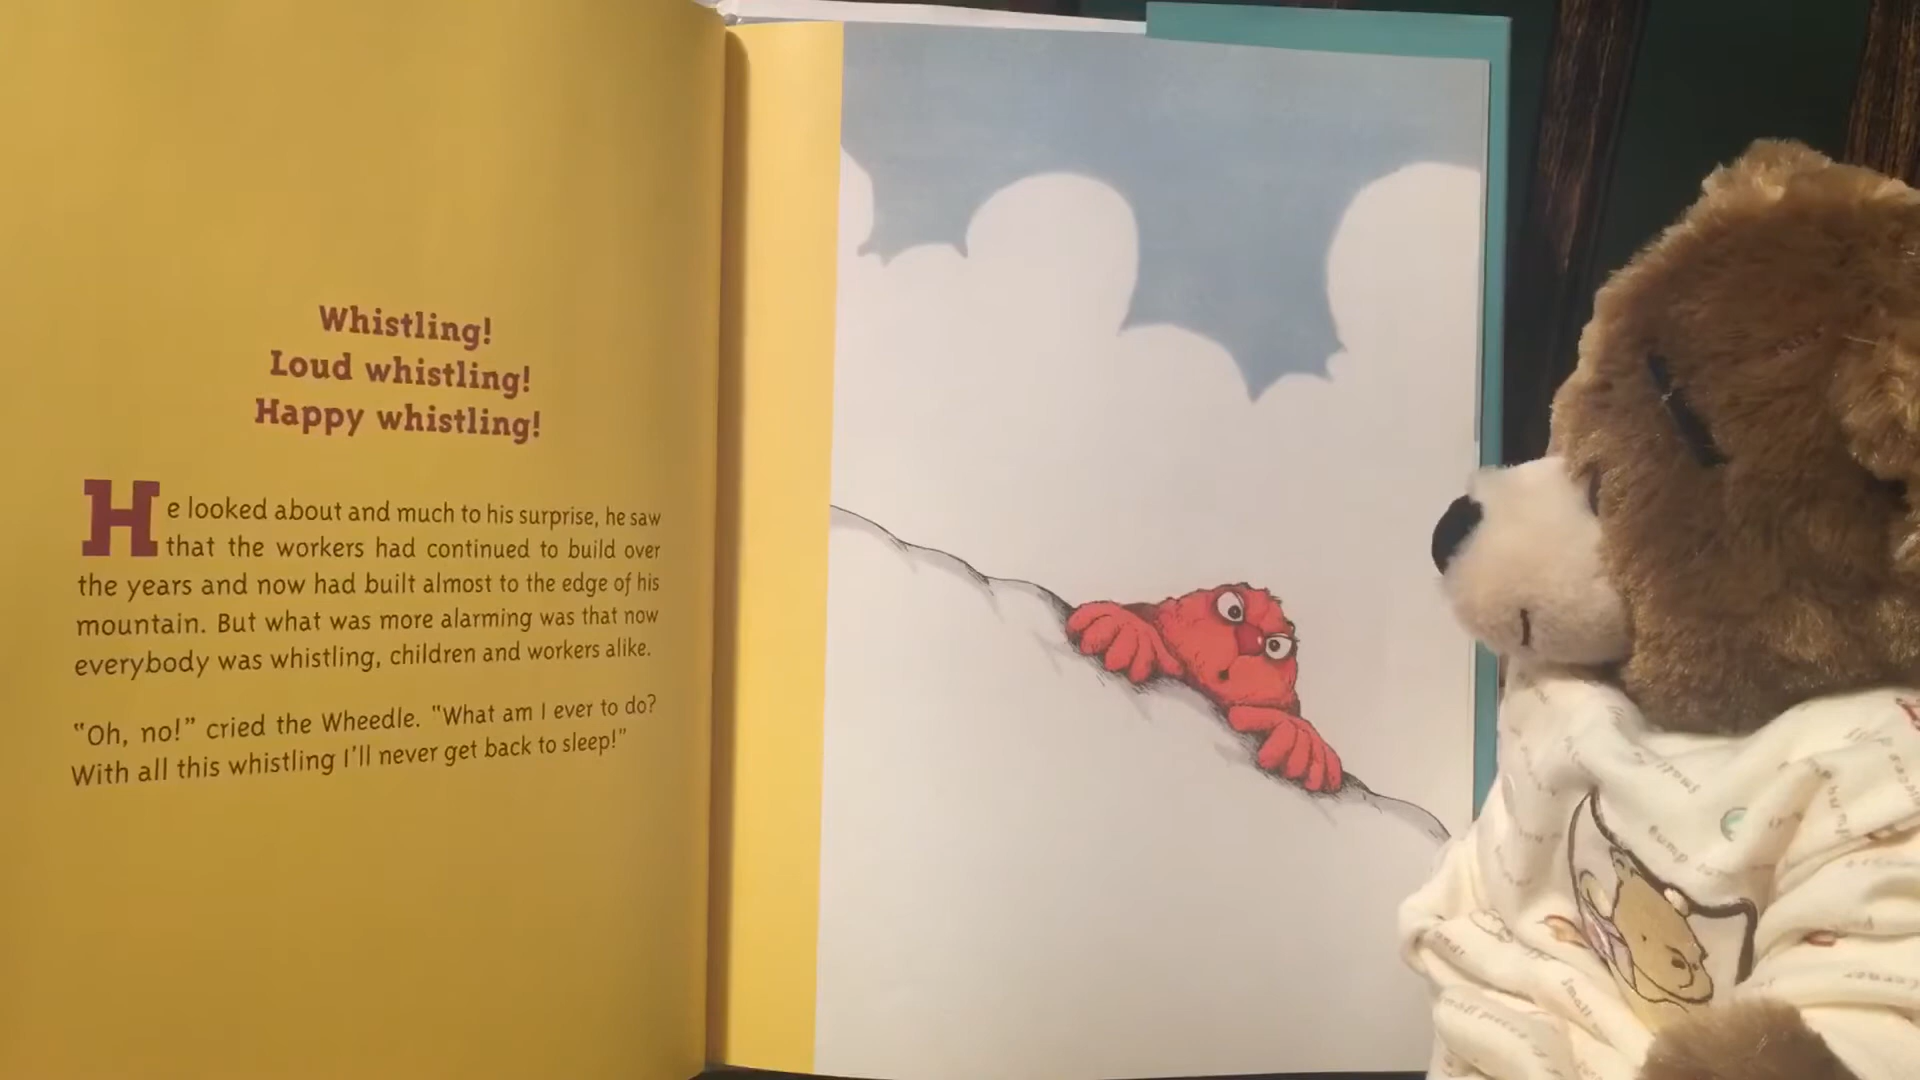 Whistling!
Loud whistling!
Happy whistling!
He looked about and much to his surprise, he saw
that the workers had continued to build over
the years and now had built almost to the edge of his
mountain. But what was more alarming was that now
everybody was whistling, children and workers alike.
"Oh, no!" cried the Wheedle. "What am I ever to do?
With all this whistling I'll never get back to sleep!"